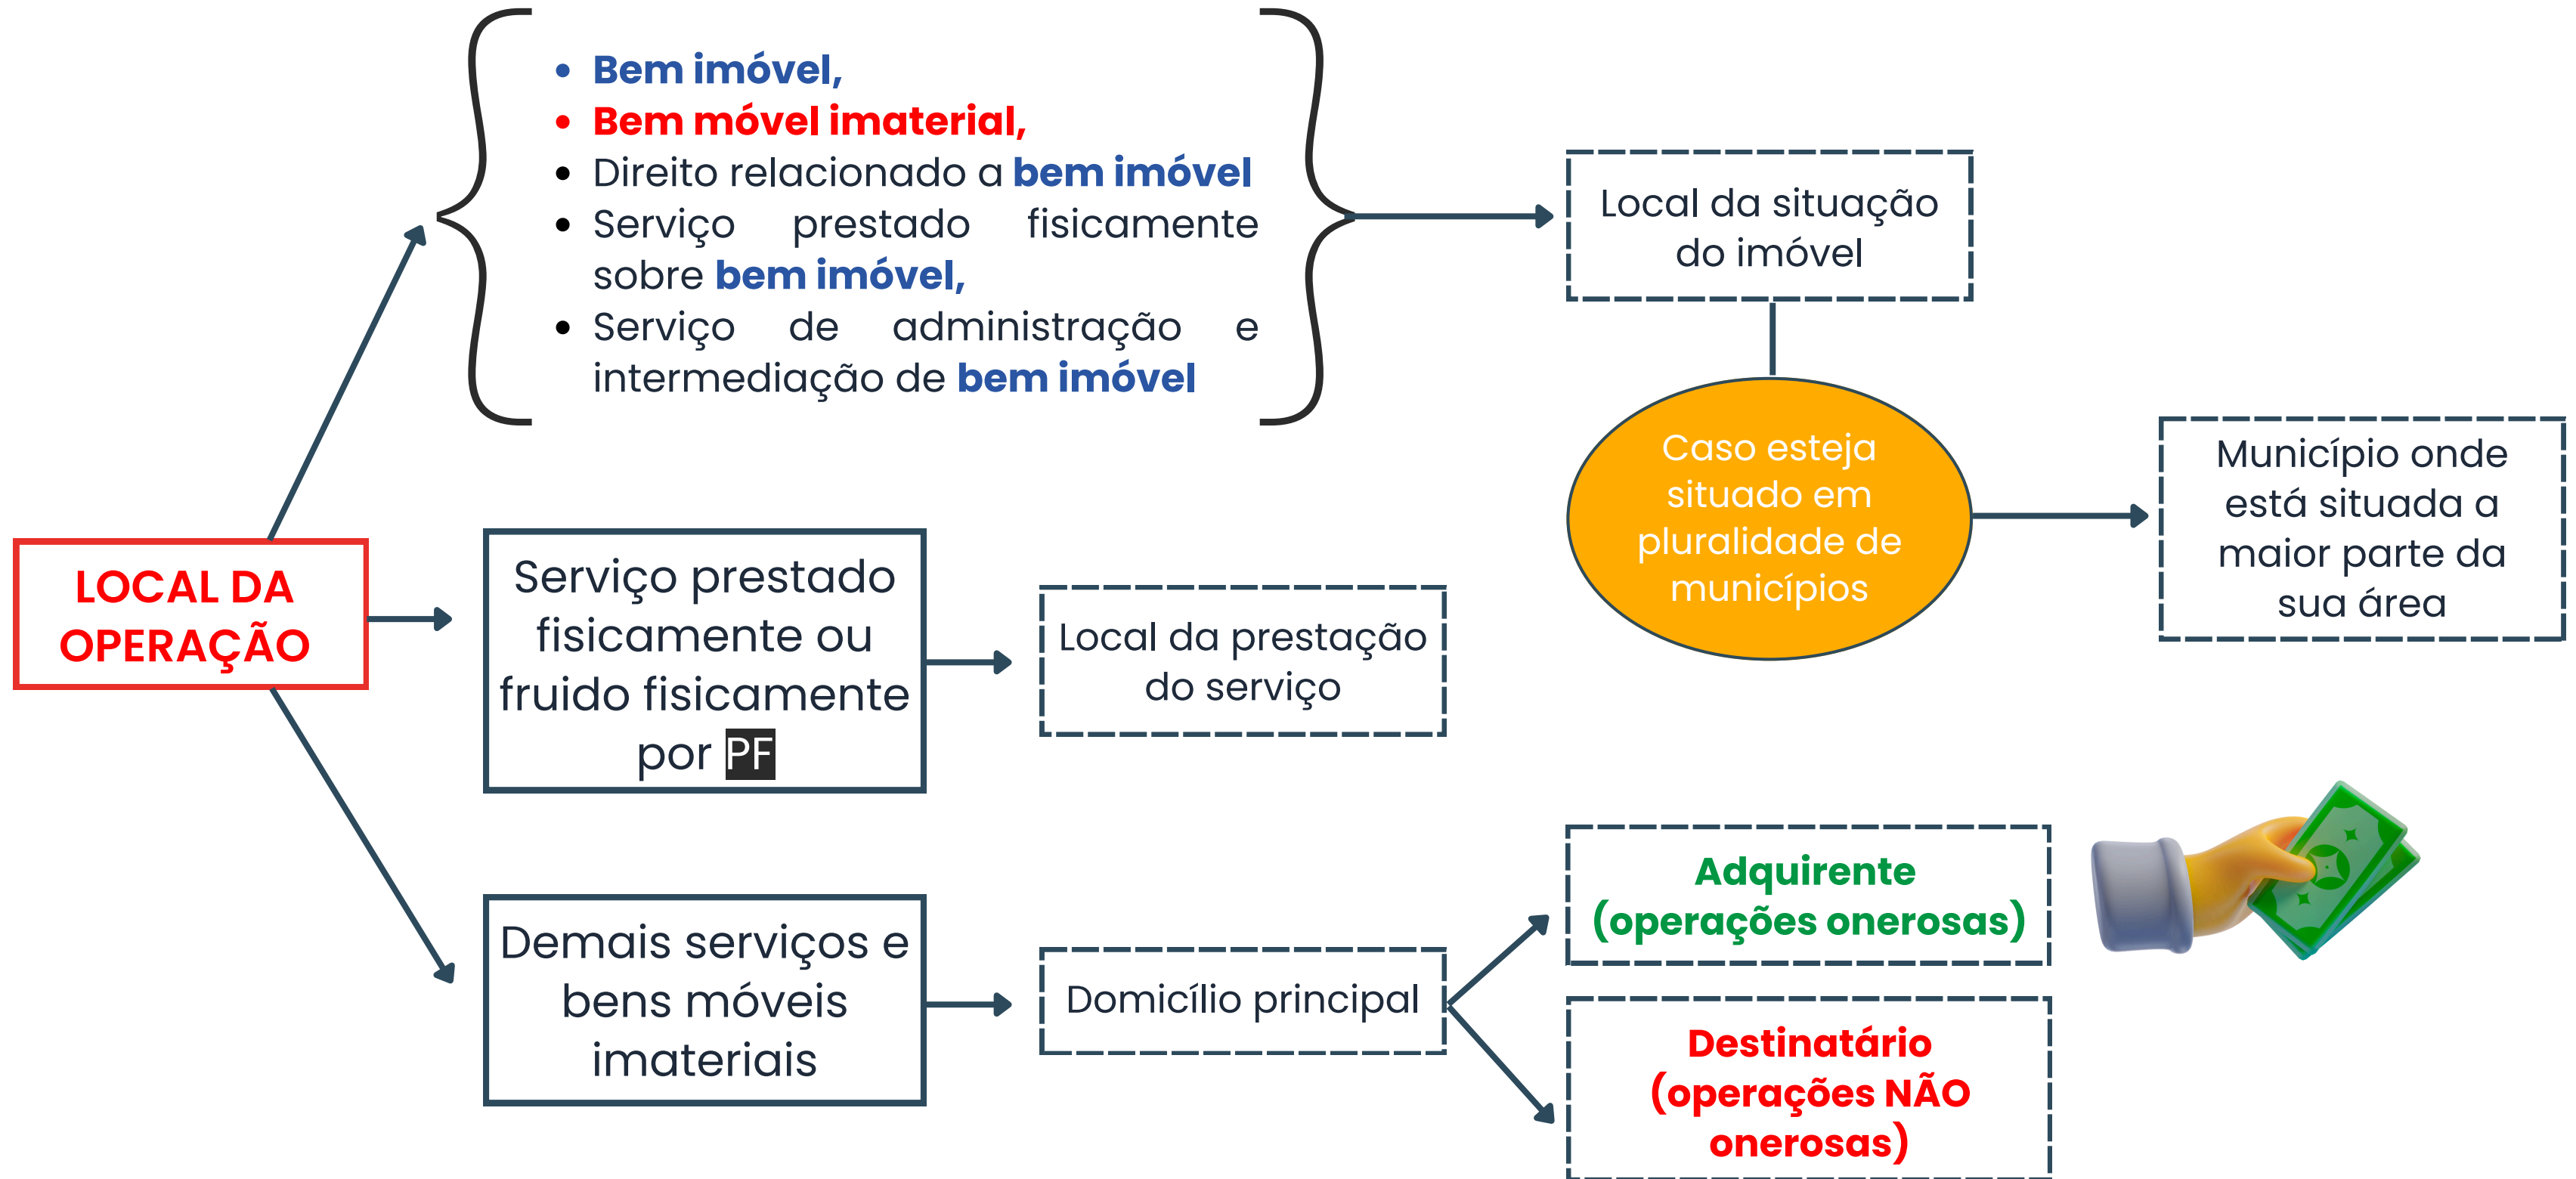 Bem imóvel,
Bem móvel imaterial,
Direito relacionado a bem imóvel
Serviço prestado fisicamente
sobre bem imóvel,
Serviço de administração e
intermediação de bem imóvel
Local da situação
do imóvel
Caso esteja
situado em
pluralidade de
municípios
Município onde
está situada a
maior parte da
sua área
LOCAL DA
OPERAÇÃO
Serviço prestado
fisicamente ou
fruido fisicamente
por PF
Local da prestação
do serviço
Demais serviços e
bens móveis
imateriais
Domicílio principal
Adquirente
(operações onerosas)
Destinatário
(operações NÃO
onerosas)